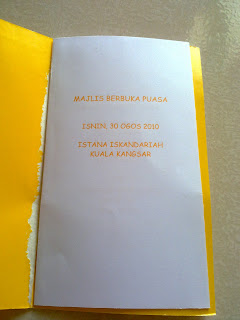 MAJLIS BERBUKA PUASA
ISNIN, 30 OGOS 2010
ISTANA ISKANDARIAH
KUALA KANGSAR